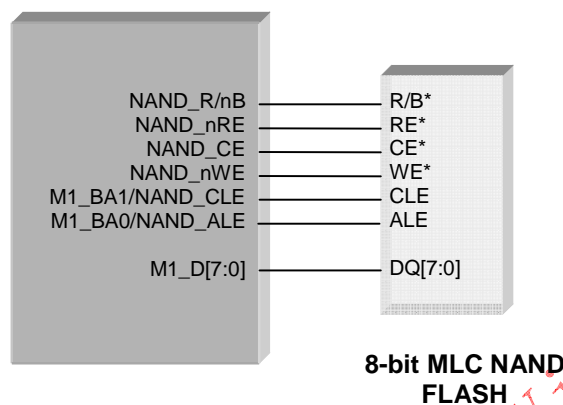 NAND_R/nB R/B*
NAND_nRE RE*
NAND_CE CE*
NAND_nWE WE*
M1_BA1/NAND_CLE CLE
M1_BA0/NAND_ALE ALE
M1_D[7:0] DQ[7:0]
8-bit MLC NAND
FLASH